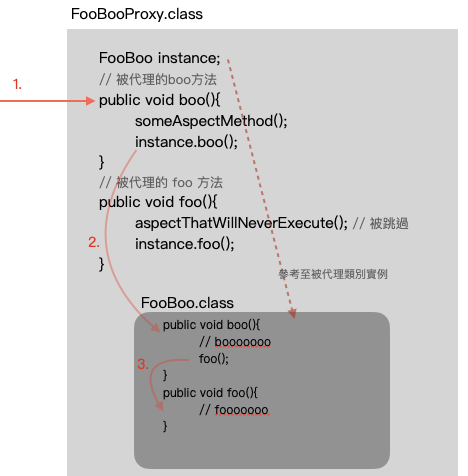 FooBooProxy.class
FooBoo instance;
// 被代理的boo方法
1.
public void boo(){
someAspectMethod();
instance.boo();
}
// 被代理的 foo 方法
public void foo(){
aspectThatWillNeverExecute(); // 被跳過
2.
instance.foo();
}
參考至被代理類別實例
FooBoo.class
public void boo(){
// booooooo
3.
foo();
}
public void foo(){
// fooooooo
}